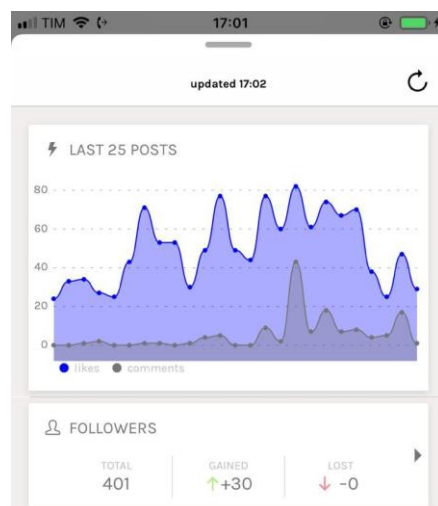 TIM 17:01
updated 17:02
LAST 25 POSTS
80
60
40
20
0
likes comments
FOLLOWERS
TOTAL GAINED LOST
401 +30 -0